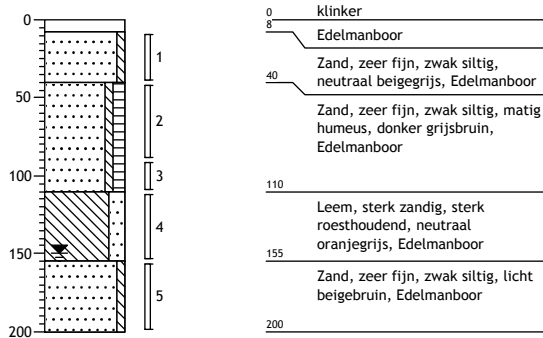 0
50
100
150
200
1
2
3
4
5
0
klinker
8
Edelmanboor
Zand, zeer fijn, zwak siltig,
neutraal beigegrijs, Edelmanboor
40
Zand, zeer fijn, zwak siltig, matig
humeus, donker grijsbruin,
Edelmanboor
110
Leem, sterk zandig, sterk
roesthoudend, neutraal
oranjegrijs, Edelmanboor
155
Zand, zeer fijn, zwak siltig, licht
beigebruin, Edelmanboor
200